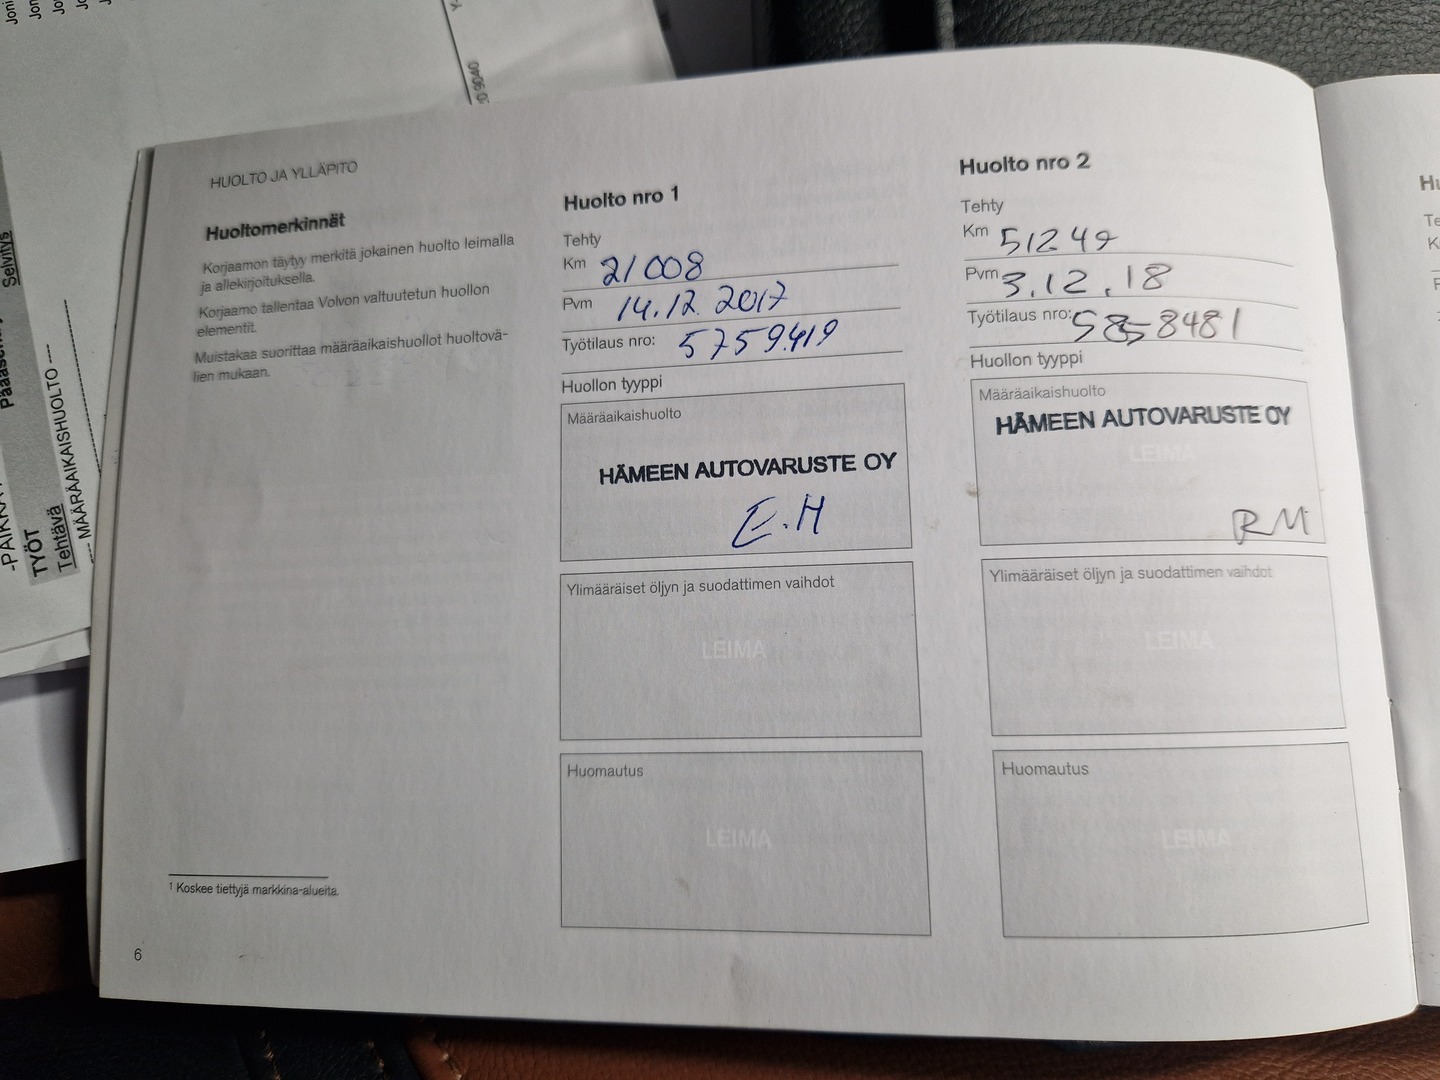 Joni
Y-
00 9040
Selvitys
-PAIKKA
TYÖT
Tehtävä
--- MÄÄRÄAIKAISHUOLTO ---
HUOLTO JA YLLÄPITO
Huoltomerkinnät
Korjaamon täytyy merkitä jokainen huolto leimalla
ja allekirjoituksella.
Korjaamo tallentaa Volvon valtuutetun huollon
elementit.
Muistakaa suorittaa määräaikaishuollot huoltovä-
lien mukaan.
¹ Koskee tiettyjä markkina-alueita.
6
Huolto nro 1
Tehty
Km 21008
Pvm 14.12.2017
Työtilaus nro: 5759419
Huollon tyyppi
Määräaikaishuolto
HÄMEEN AUTOVARUSTE OY
E.H
Ylimääräiset öljyn ja suodattimen vaihdot
LEIMA
Huomautus
LEIMA
Huolto nro 2
Tehty
Km 51249
Pvm 3.12.18
Työtilaus nro: 5858481
Huollon tyyppi
Määräaikaishuolto
HÄMEEN AUTOVARUSTE OY
LEIMA
RM
Ylimääräiset öljyn ja suodattimen vaihdot
LEIMA
Huomautus
LEIMA